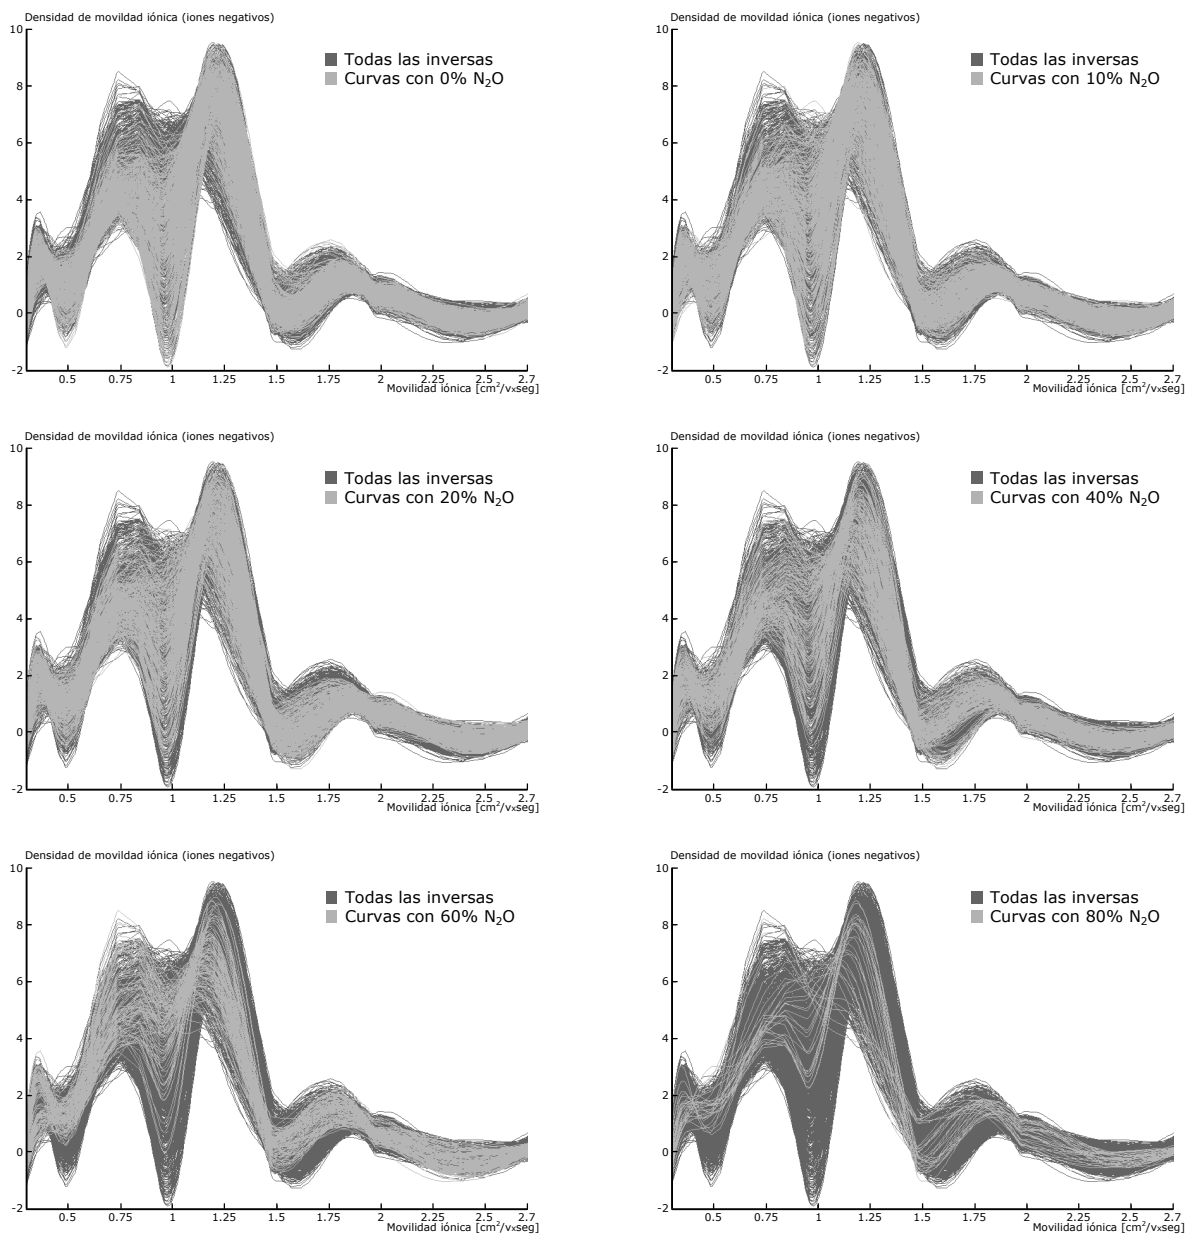 Densidad de movildad iónica (iones negativos)
10
8
6
4
2
0
-2
Todas las inversas
Curvas con 0% N₂O
0.5 0.75 1 1.25 1.5 1.75 2 2.25 2.5 2.7
Movilidad iónica [cm²/vxseg]
Densidad de movildad iónica (iones negativos)
10
8
6
4
2
0
-2
Todas las inversas
Curvas con 10% N₂O
0.5 0.75 1 1.25 1.5 1.75 2 2.25 2.5 2.7
Movilidad iónica [cm²/vxseg]
Densidad de movildad iónica (iones negativos)
10
8
6
4
2
0
-2
Todas las inversas
Curvas con 20% N₂O
0.5 0.75 1 1.25 1.5 1.75 2 2.25 2.5 2.7
Movilidad iónica [cm²/vxseg]
Densidad de movildad iónica (iones negativos)
10
8
6
4
2
0
-2
Todas las inversas
Curvas con 40% N₂O
0.5 0.75 1 1.25 1.5 1.75 2 2.25 2.5 2.7
Movilidad iónica [cm²/vxseg]
Densidad de movildad iónica (iones negativos)
10
8
6
4
2
0
-2
Todas las inversas
Curvas con 60% N₂O
0.5 0.75 1 1.25 1.5 1.75 2 2.25 2.5 2.7
Movilidad iónica [cm²/vxseg]
Densidad de movildad iónica (iones negativos)
10
8
6
4
2
0
-2
Todas las inversas
Curvas con 80% N₂O
0.5 0.75 1 1.25 1.5 1.75 2 2.25 2.5 2.7
Movilidad iónica [cm²/vxseg]